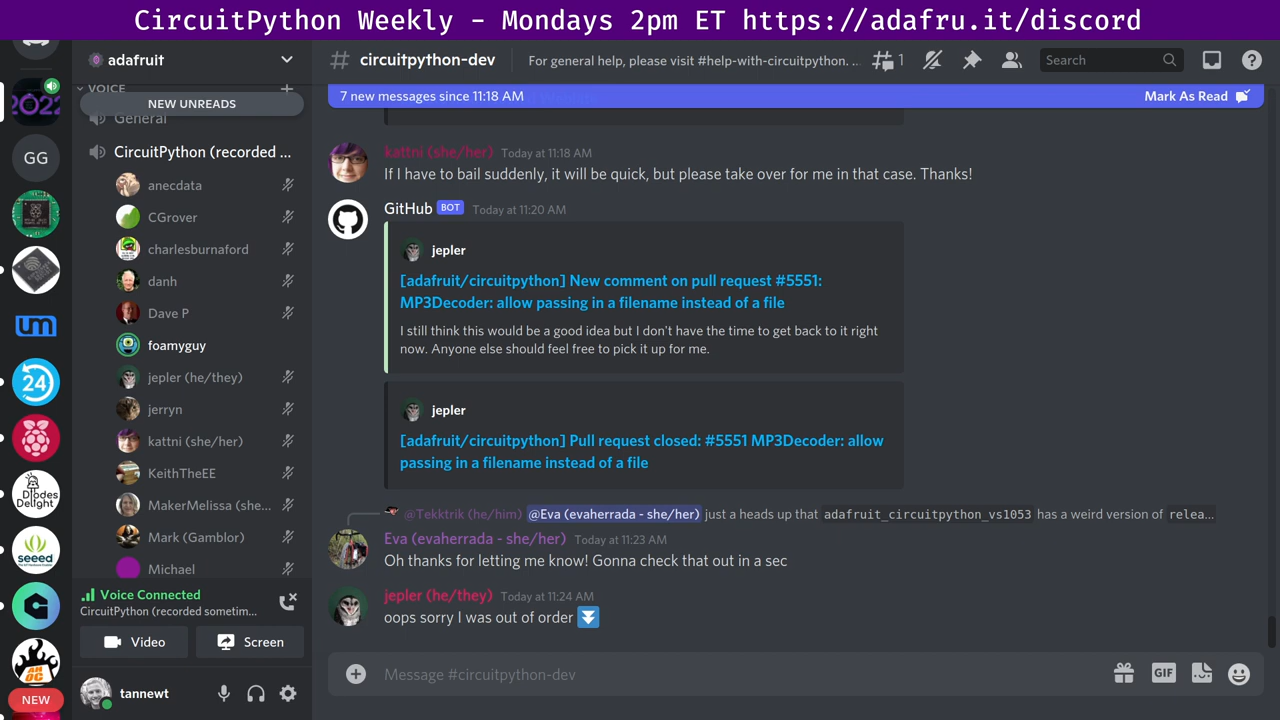 CircuitPython Weekly - Mondays 2pm ET https://adafru.it/discord
adafruit
# circuitpython-dev
For general help, please visit #help-with-circuitpython. ...
1
Search
VOICE
NEW UNREADS
General
CircuitPython (recorded ...
anecdata
CGrover
charlesburnaford
danh
Dave P
foamyguy
jepler (he/they)
jerryn
kattni (she/her)
KeithTheEE
MakerMelissa (she...
Mark (Gamblor)
Michael
Voice Connected
CircuitPython (recorded sometim...
Video
Screen
tannewt
2022
GG
um
24
Diodes
Delight
seeed
NEW
7 new messages since 11:18 AM
Mark As Read
kattni (she/her) Today at 11:18 AM
If I have to bail suddenly, it will be quick, but please take over for me in that case. Thanks!
GitHub BOT Today at 11:20 AM
jepler
[adafruit/circuitpython] New comment on pull request #5551:
MP3Decoder: allow passing in a filename instead of a file
I still think this would be a good idea but I don't have the time to get back to it right
now. Anyone else should feel free to pick it up for me.
jepler
[adafruit/circuitpython] Pull request closed: #5551 MP3Decoder: allow
passing in a filename instead of a file
@Tekktrik (he/him) @Eva (evaherrada - she/her) just a heads up that adafruit_circuitpython_vs1053 has a weird version of relea...
Eva (evaherrada - she/her) Today at 11:23 AM
Oh thanks for letting me know! Gonna check that out in a sec
jepler (he/they) Today at 11:24 AM
oops sorry I was out of order
Message #circuitpython-dev
GIF